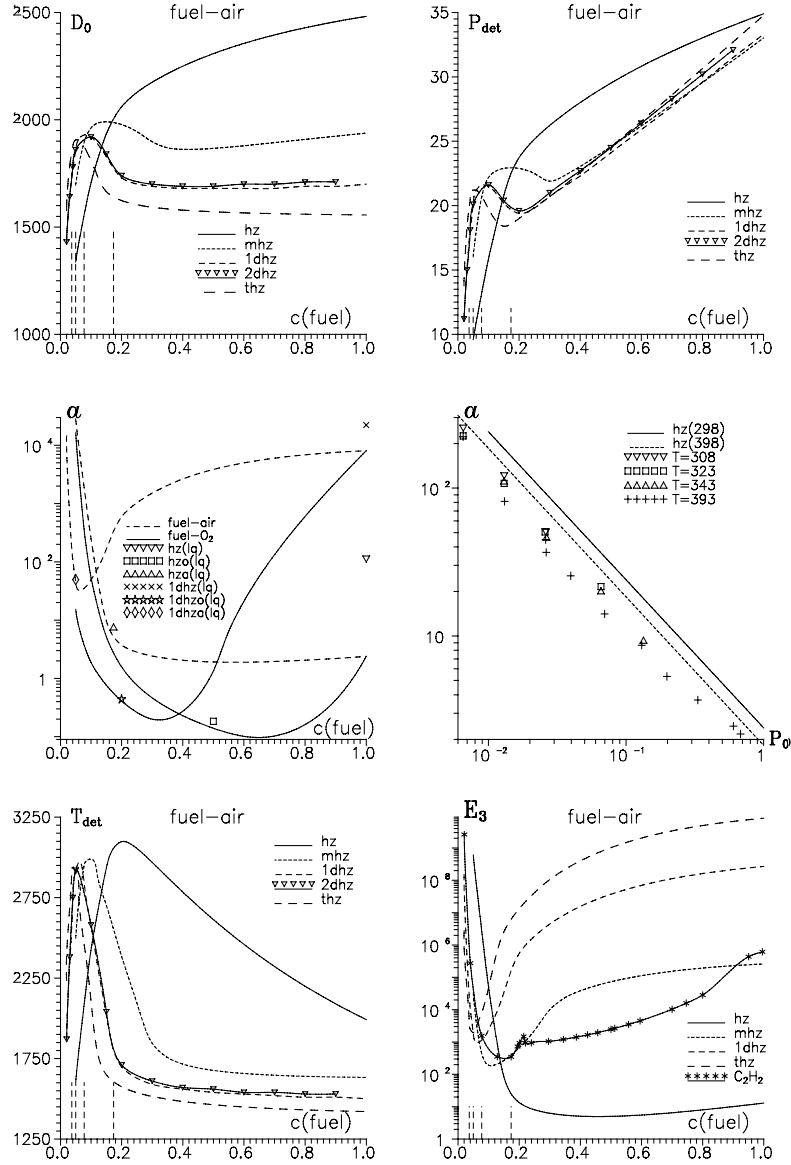 D₀
fuel-air
2500
2000
1500
1000
hz
mhz
1dhz
2dhz
thz
c(fuel)
0.0 0.2 0.4 0.6 0.8 1.0
P_det
fuel-air
35
30
25
20
15
10
hz
mhz
1dhz
2dhz
thz
c(fuel)
0.0 0.2 0.4 0.6 0.8 1.0
α
10⁴
10²
1
fuel-air
fuel-O₂
hz(lq)
hzo(lq)
hza(lq)
1dhz(lq)
1dhzo(lq)
1dhza(lq)
c(fuel)
0.0 0.2 0.4 0.6 0.8 1.0
α
10²
10
hz(298)
hz(398)
T=308
T=323
T=343
T=393
P₀
10⁻² 10⁻¹ 1
T_det
fuel-air
3250
2750
2250
1750
1250
hz
mhz
1dhz
2dhz
thz
c(fuel)
0.0 0.2 0.4 0.6 0.8 1.0
E₃
fuel-air
10⁸
10⁶
10⁴
10²
1
hz
mhz
1dhz
thz
C₂H₂
c(fuel)
0.0 0.2 0.4 0.6 0.8 1.0